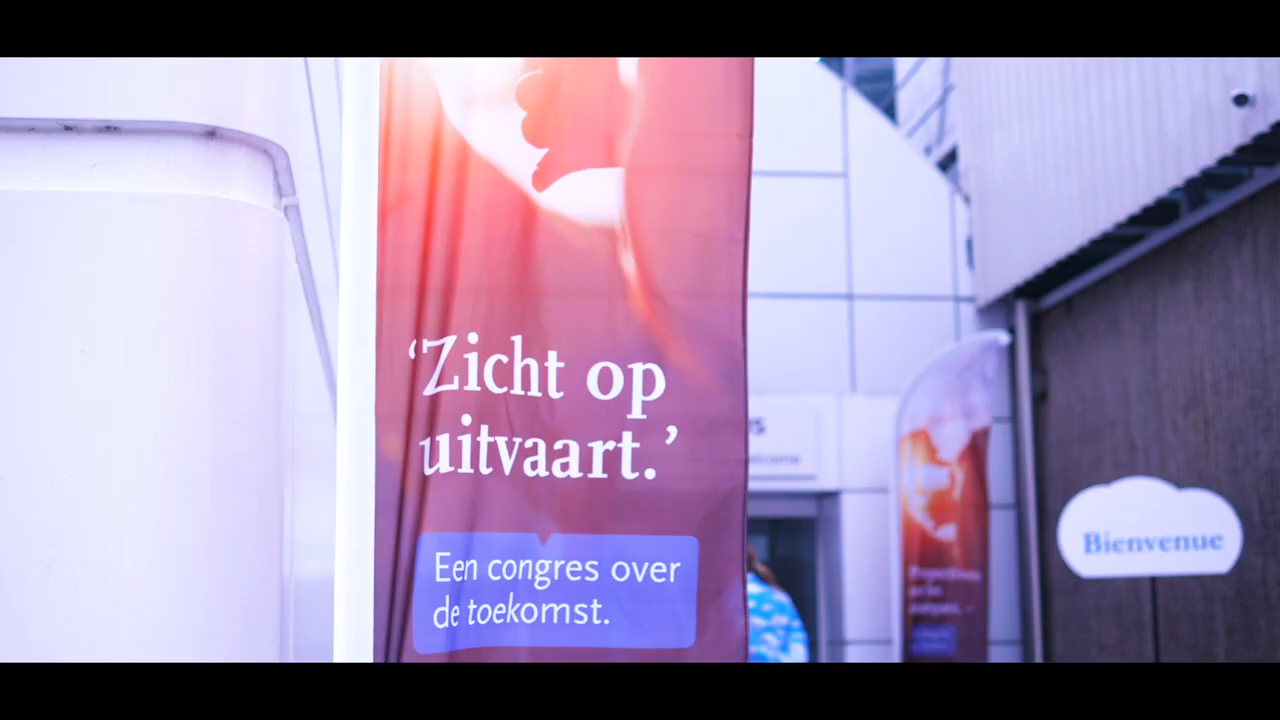 ‘Zicht op
uitvaart.’
Een congres over
de toekomst.
Bienvenue